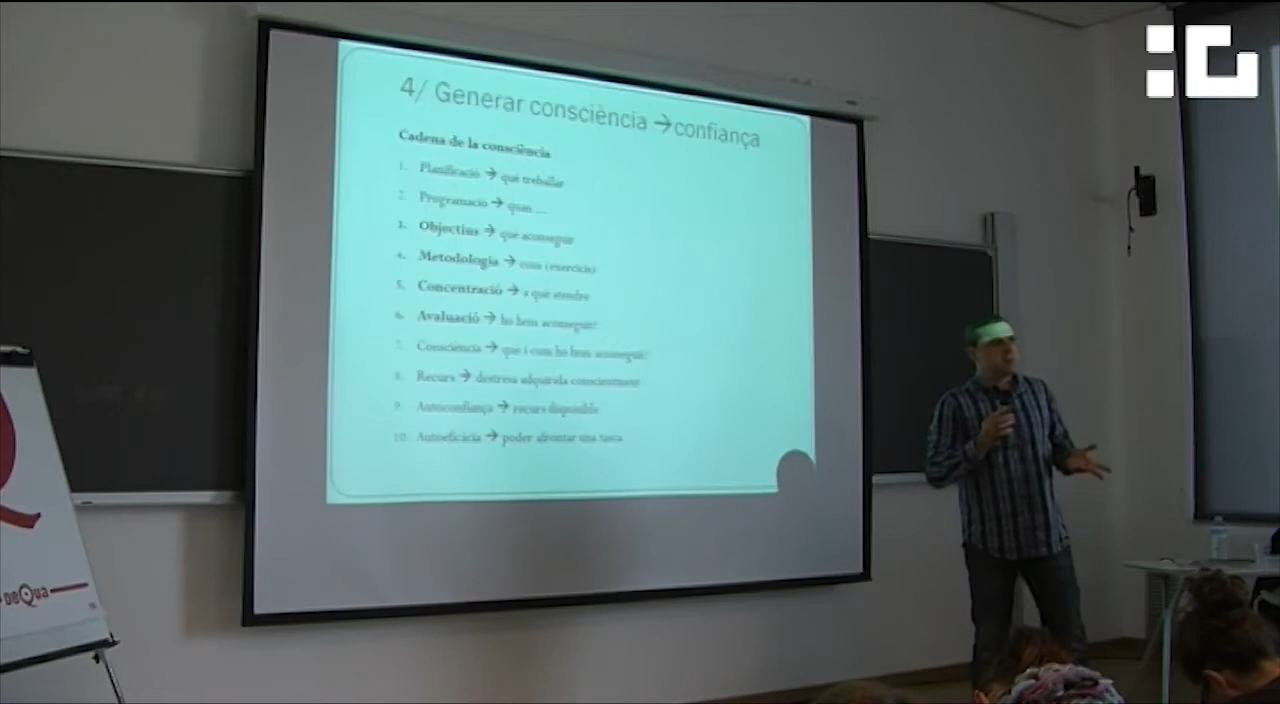 4/ Generar consciència →confiança
Cadena de la consciència
1. Planificació → què treballar
2. Programació → quan ...
3. Objectius → què aconseguir
4. Metodologia → com (exercicis)
5. Concentració → a què atendre
6. Avaluació → ho hem aconseguit?
7. Consciència → què i com ho hem aconseguit?
8. Recurs → destresa adquirida conscientment
9. Autoconfiança → recurs disponible
10. Autoeficàcia → poder afrontar una tasca
DeQua